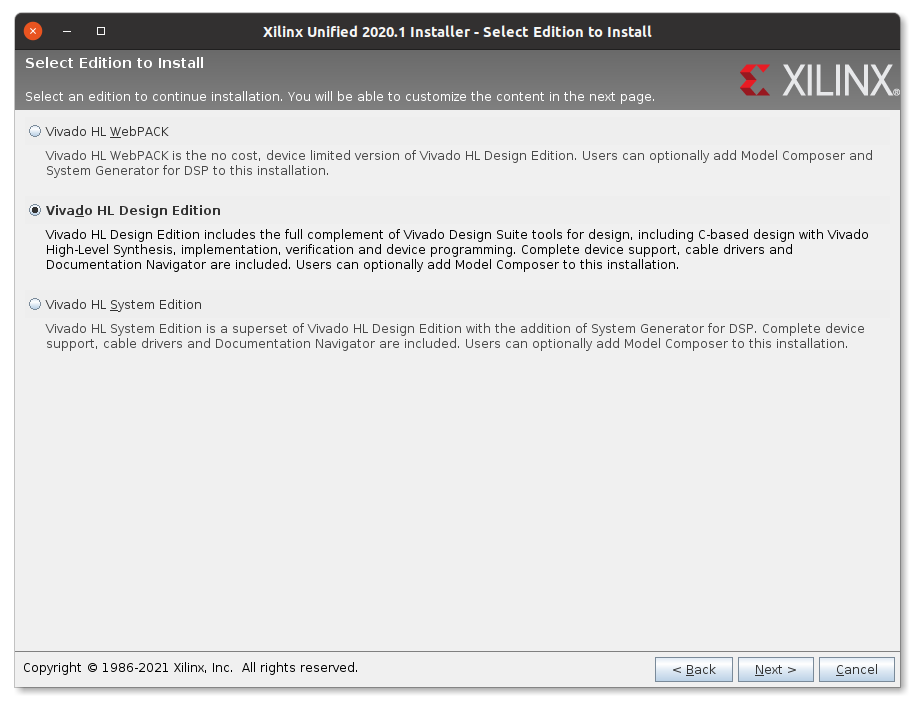 Xilinx Unified 2020.1 Installer - Select Edition to Install
Select Edition to Install
Select an edition to continue installation. You will be able to customize the content in the next page.
XILINX®
Vivado HL WebPACK
Vivado HL WebPACK is the no cost, device limited version of Vivado HL Design Edition. Users can optionally add Model Composer and
System Generator for DSP to this installation.
Vivado HL Design Edition
Vivado HL Design Edition includes the full complement of Vivado Design Suite tools for design, including C-based design with Vivado
High-Level Synthesis, implementation, verification and device programming. Complete device support, cable drivers and
Documentation Navigator are included. Users can optionally add Model Composer to this installation.
Vivado HL System Edition
Vivado HL System Edition is a superset of Vivado HL Design Edition with the addition of System Generator for DSP. Complete device
support, cable drivers and Documentation Navigator are included. Users can optionally add Model Composer to this installation.
Copyright © 1986-2021 Xilinx, Inc.  All rights reserved.
< Back
Next >
Cancel